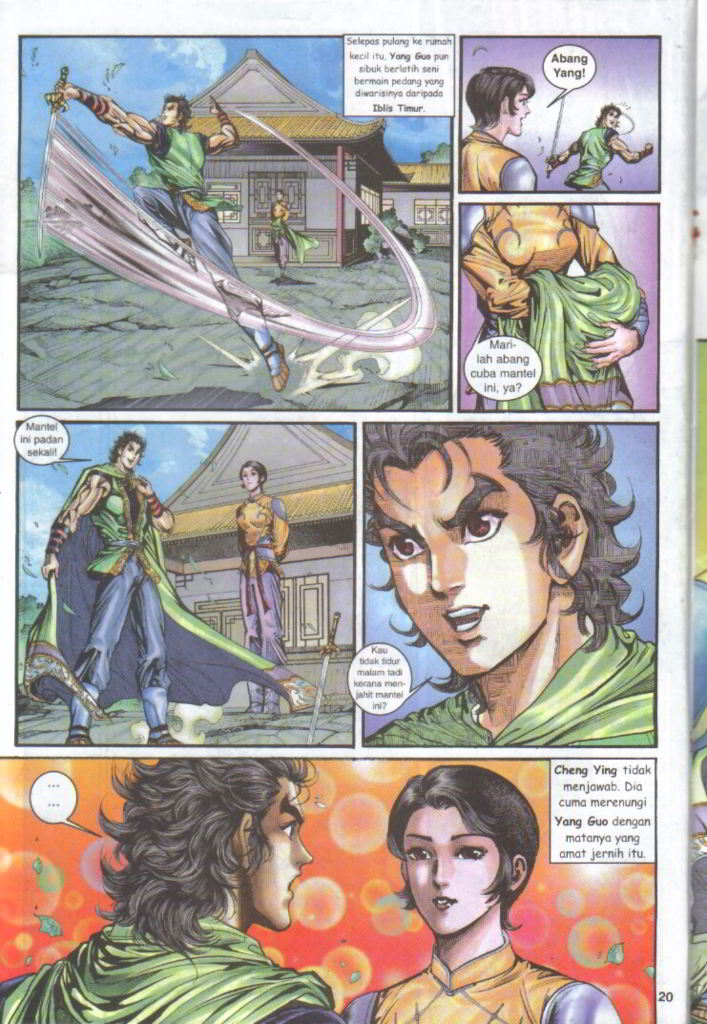 Selepas pulang ke rumah
kecil itu, Yang Guo pun
sibuk berlatih seni
bermain pedang yang
diwarisinya daripada
Iblis Timur.
Abang
Yang!
Mari-
lah abang
cuba mantel
ini, ya?
Mantel
ini padan
sekali!
Kau
tidak tidur
malam tadi
kerana men-
jahit mantel
ini?
...
...
Cheng Ying tidak
menjawab. Dia
cuma merenungi
Yang Guo dengan
matanya yang
amat jernih itu.
20